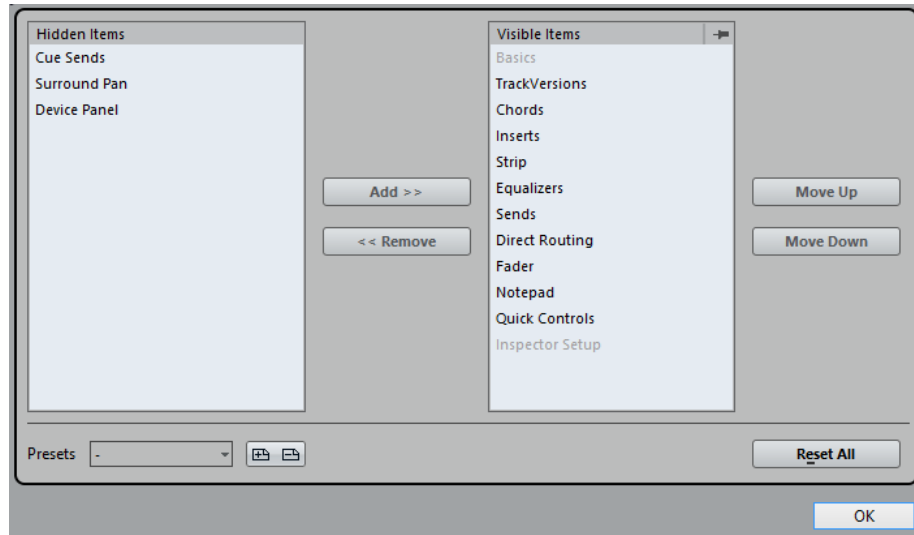 Hidden Items
Cue Sends
Surround Pan
Device Panel
Add >>
<< Remove
Visible Items
Basics
TrackVersions
Chords
Inserts
Strip
Equalizers
Sends
Direct Routing
Fader
Notepad
Quick Controls
Inspector Setup
Move Up
Move Down
Presets -
Reset All
OK